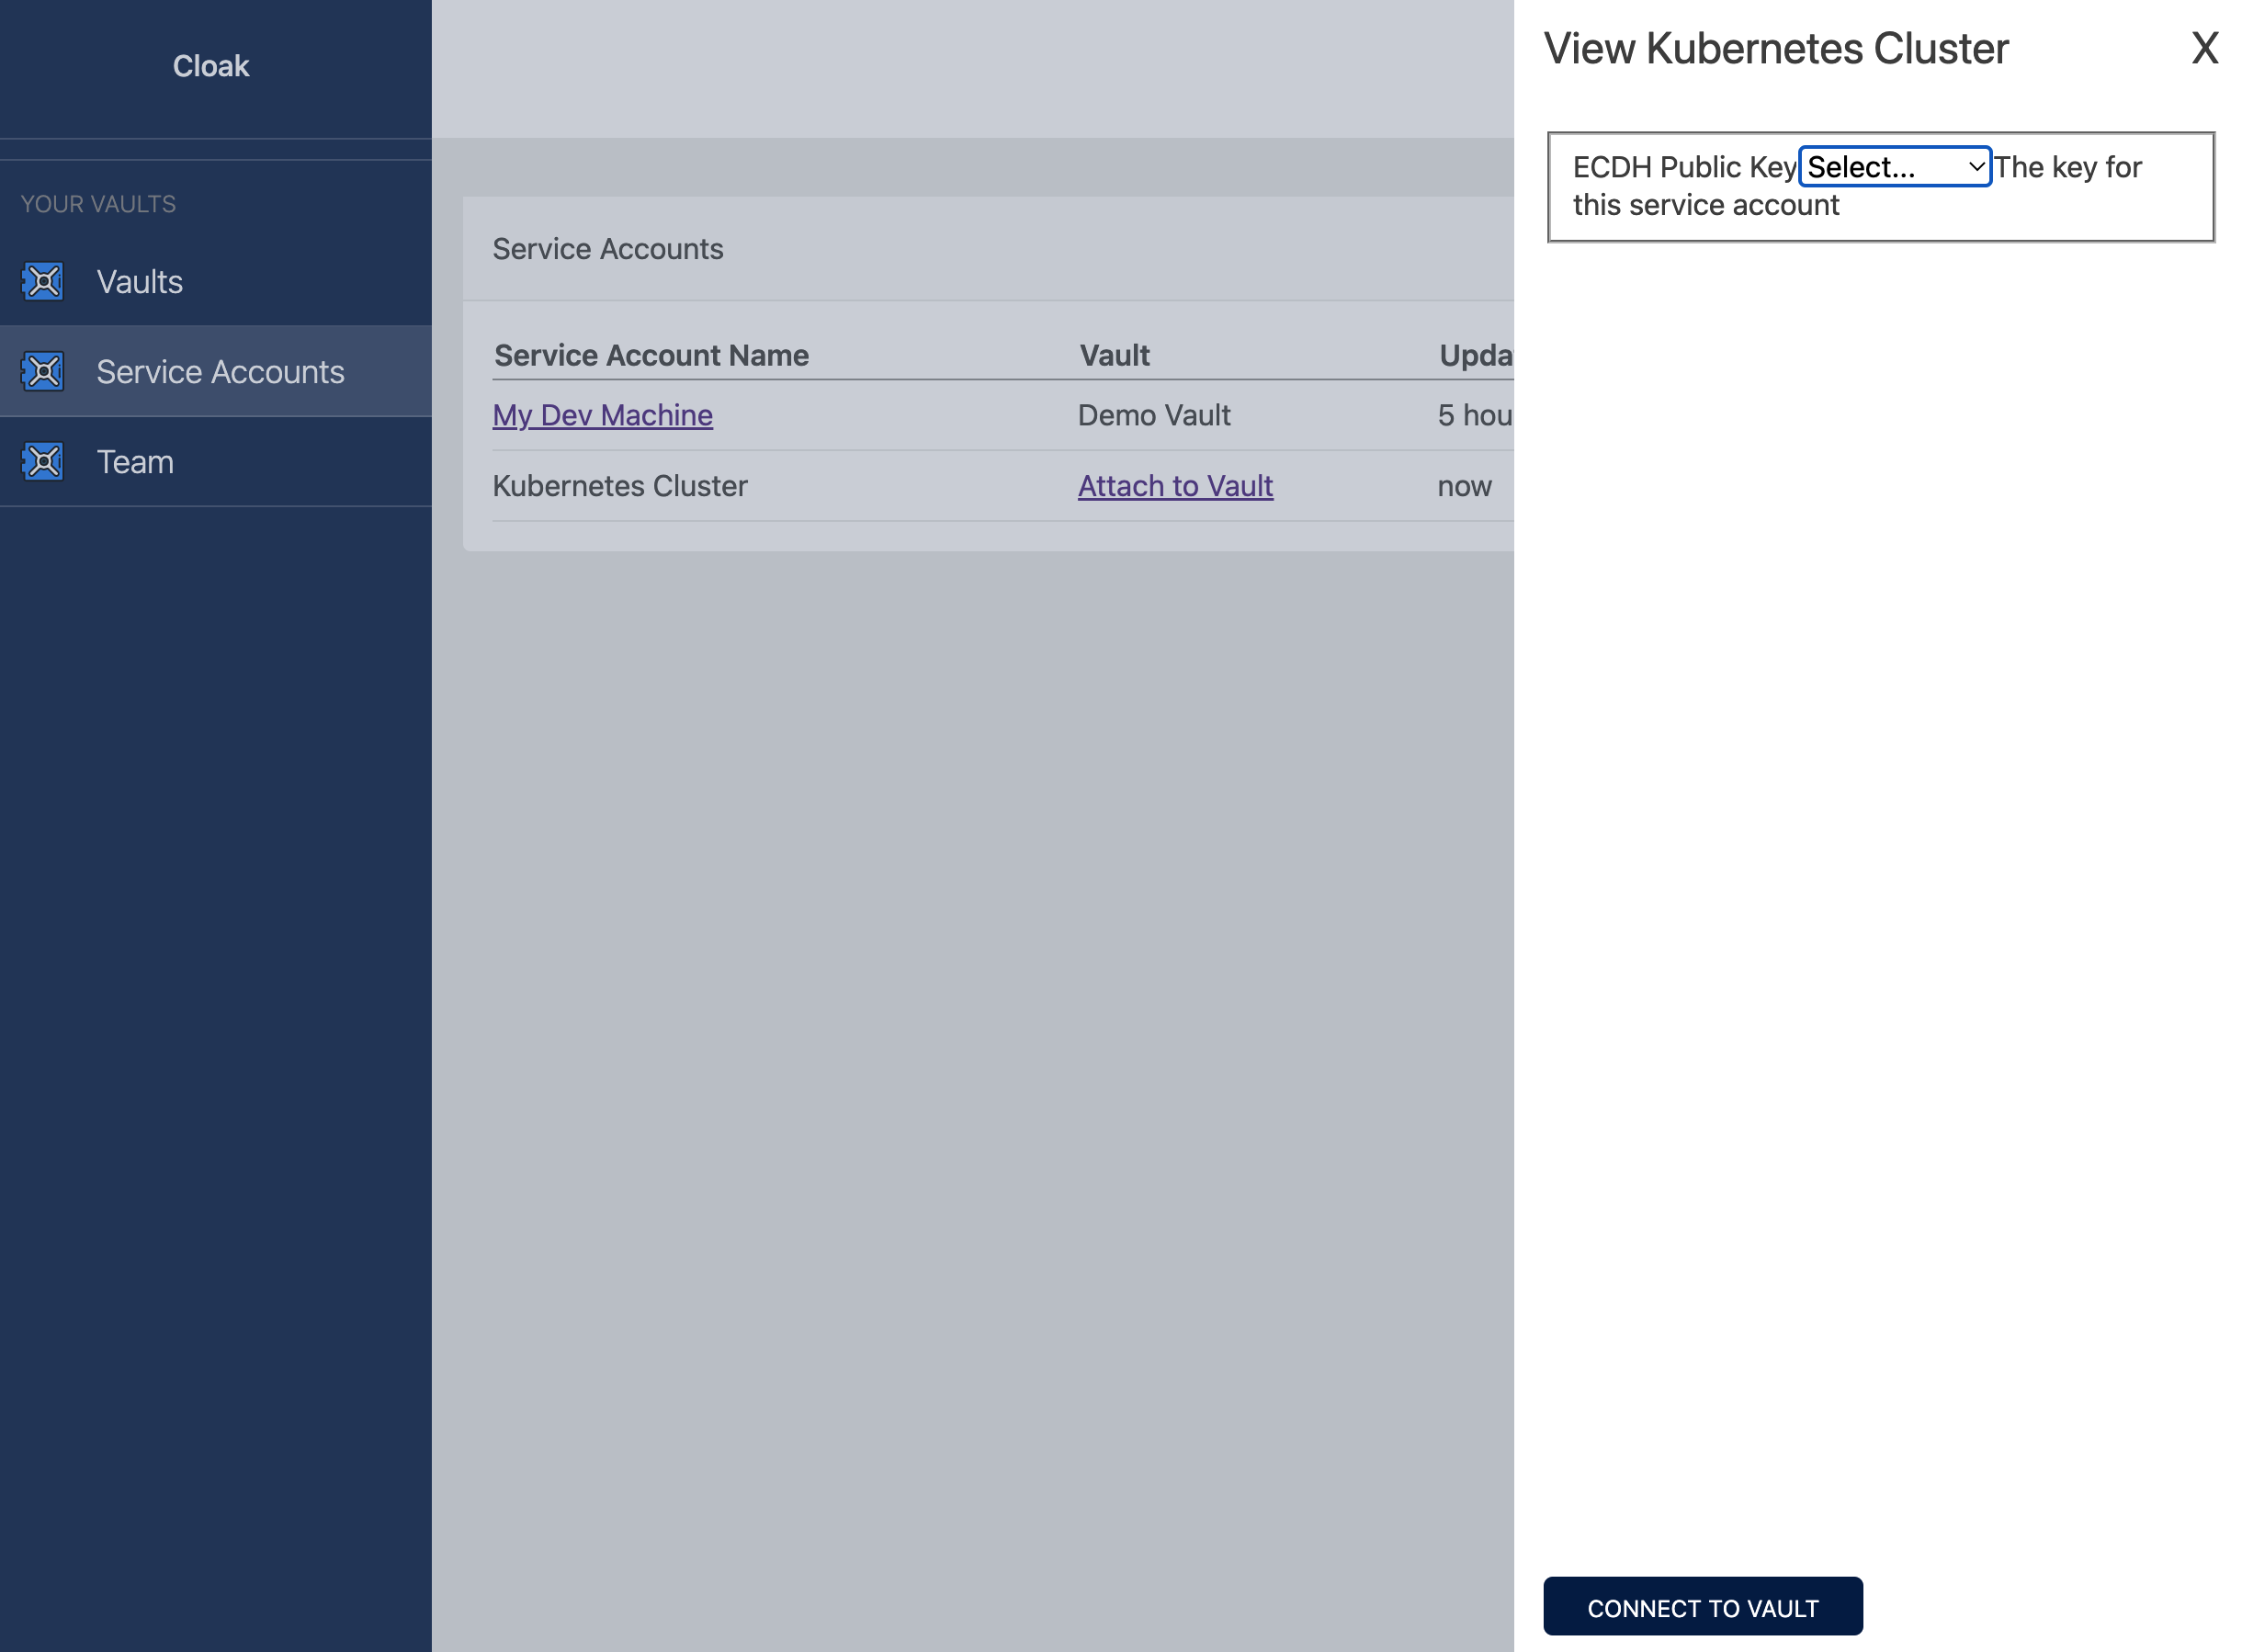 Cloak
YOUR VAULTS
Vaults
Service Accounts
Team
Service Accounts
Service Account Name Vault Upda
My Dev Machine Demo Vault 5 hou
Kubernetes Cluster Attach to Vault now
View Kubernetes Cluster X
ECDH Public Key Select... The key for
this service account
CONNECT TO VAULT